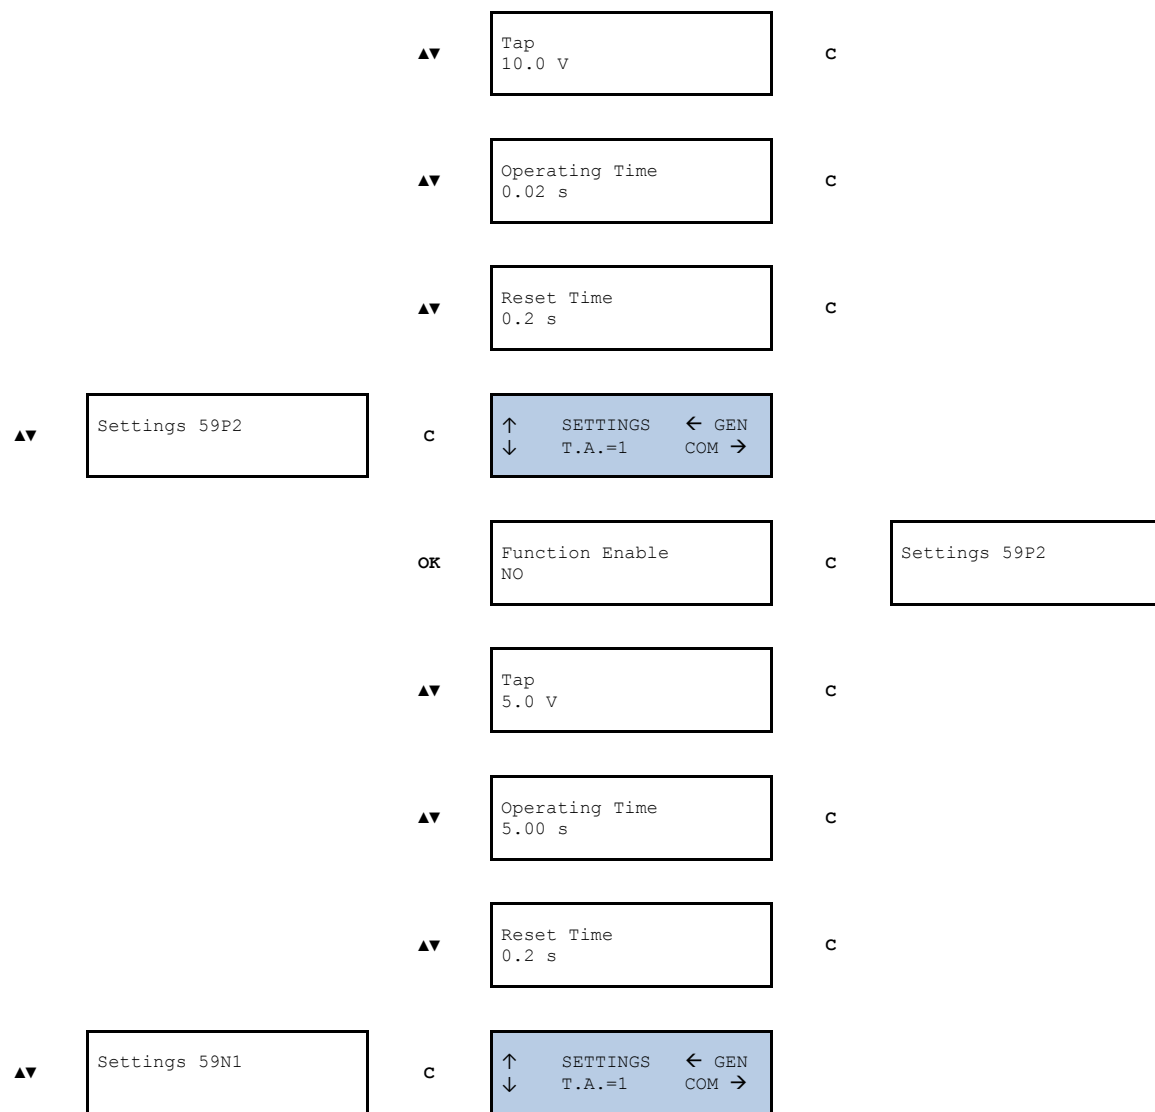 ▲▼ Tap C
10.0 V
▲▼ Operating Time C
0.02 s
▲▼ Reset Time C
0.2 s
▲▼ Settings 59P2 C ↑ SETTINGS ← GEN
↓ T.A.=1 COM →
OK Function Enable C Settings 59P2
NO
▲▼ Tap C
5.0 V
▲▼ Operating Time C
5.00 s
▲▼ Reset Time C
0.2 s
▲▼ Settings 59N1 C ↑ SETTINGS ← GEN
↓ T.A.=1 COM →